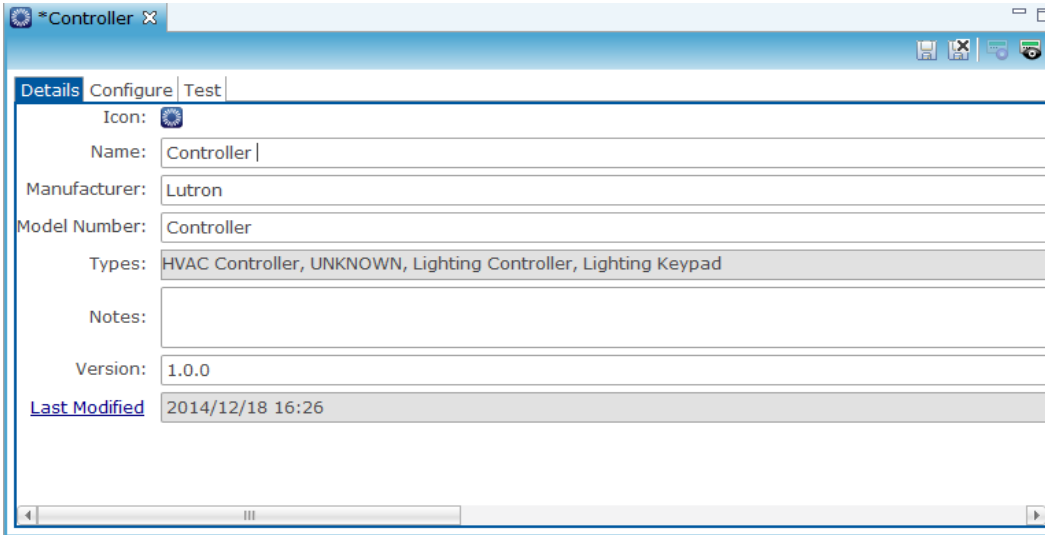 *Controller
Details Configure Test
Icon:
Name: Controller
Manufacturer: Lutron
Model Number: Controller
Types: HVAC Controller, UNKNOWN, Lighting Controller, Lighting Keypad
Notes:
Version: 1.0.0
Last Modified 2014/12/18 16:26